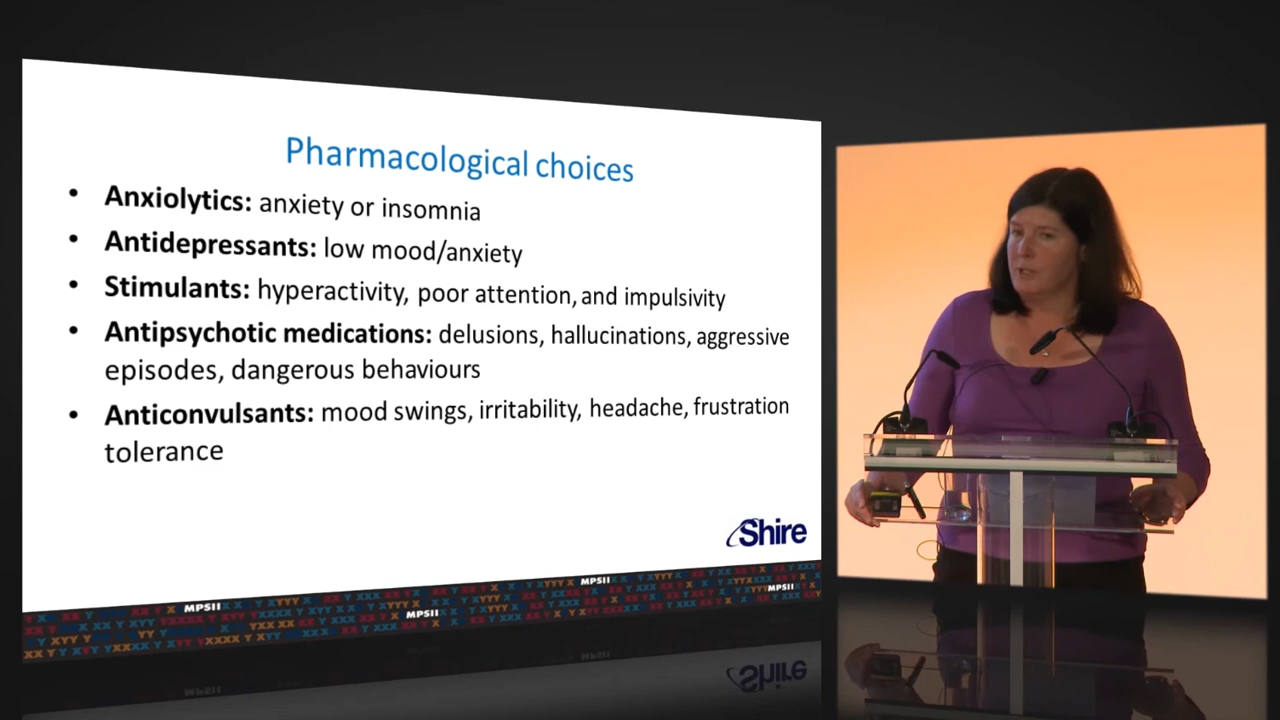 Pharmacological choices
• Anxiolytics: anxiety or insomnia
• Antidepressants: low mood/anxiety
• Stimulants: hyperactivity, poor attention, and impulsivity
• Antipsychotic medications: delusions, hallucinations, aggressive
episodes, dangerous behaviours
• Anticonvulsants: mood swings, irritability, headache, frustration
tolerance
Shire
MPSII
MPSII
MPSII
MPSII